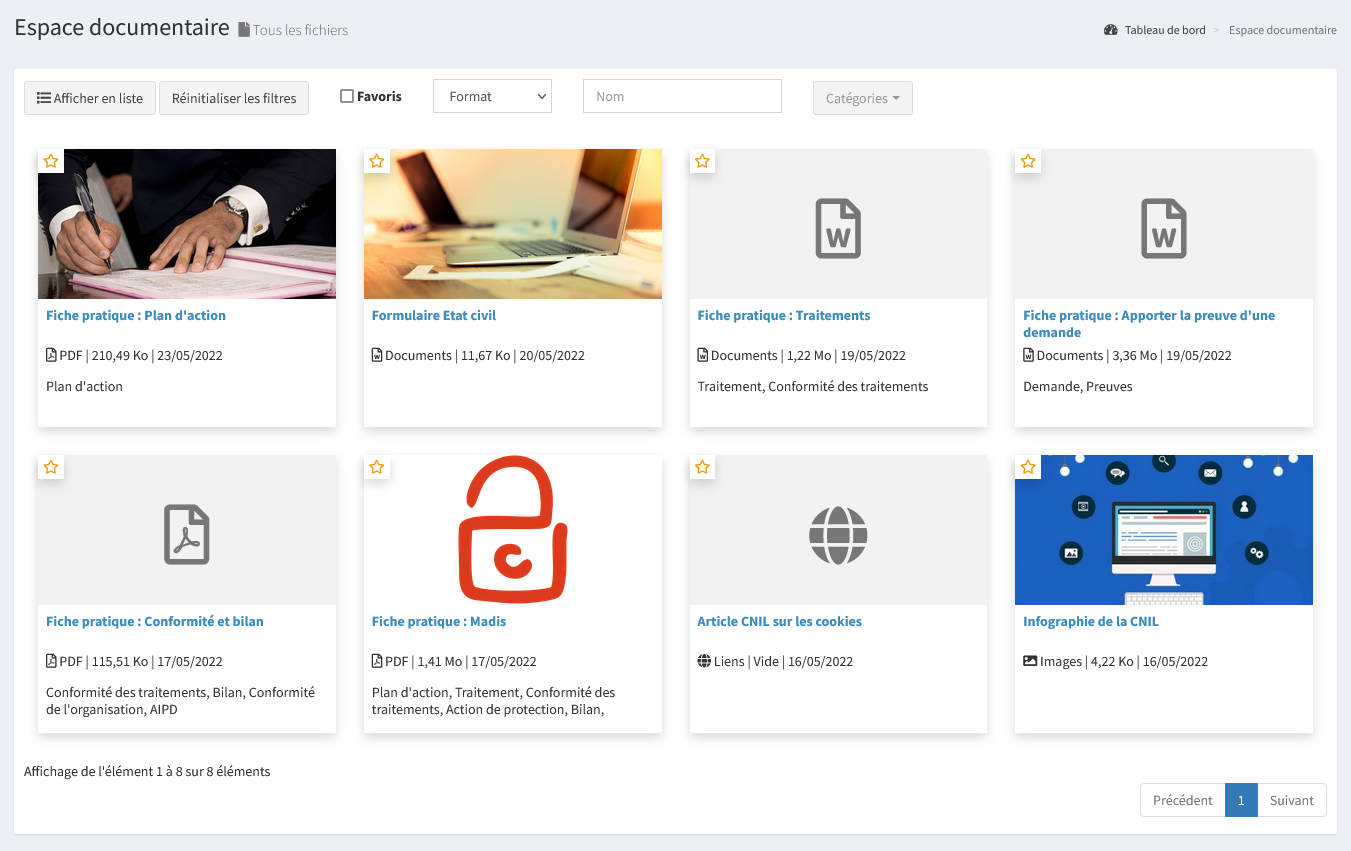 Espace documentaire Tous les fichiers
Tableau de bord > Espace documentaire
Afficher en liste Réinitialiser les filtres Favoris Format Nom Catégories
Fiche pratique : Plan d'action
PDF | 210,49 Ko | 23/05/2022
Plan d'action
Formulaire Etat civil
Documents | 11,67 Ko | 20/05/2022
Fiche pratique : Traitements
Documents | 1,22 Mo | 19/05/2022
Traitement, Conformité des traitements
Fiche pratique : Apporter la preuve d'une
demande
Documents | 3,36 Mo | 19/05/2022
Demande, Preuves
Fiche pratique : Conformité et bilan
PDF | 115,51 Ko | 17/05/2022
Conformité des traitements, Bilan, Conformité
de l'organisation, AIPD
Fiche pratique : Madis
PDF | 1,41 Mo | 17/05/2022
Plan d'action, Traitement, Conformité des
traitements, Action de protection, Bilan,
Article CNIL sur les cookies
Liens | Vide | 16/05/2022
Infographie de la CNIL
Images | 4,22 Ko | 16/05/2022
Affichage de l'élément 1 à 8 sur 8 éléments
Précédent 1 Suivant